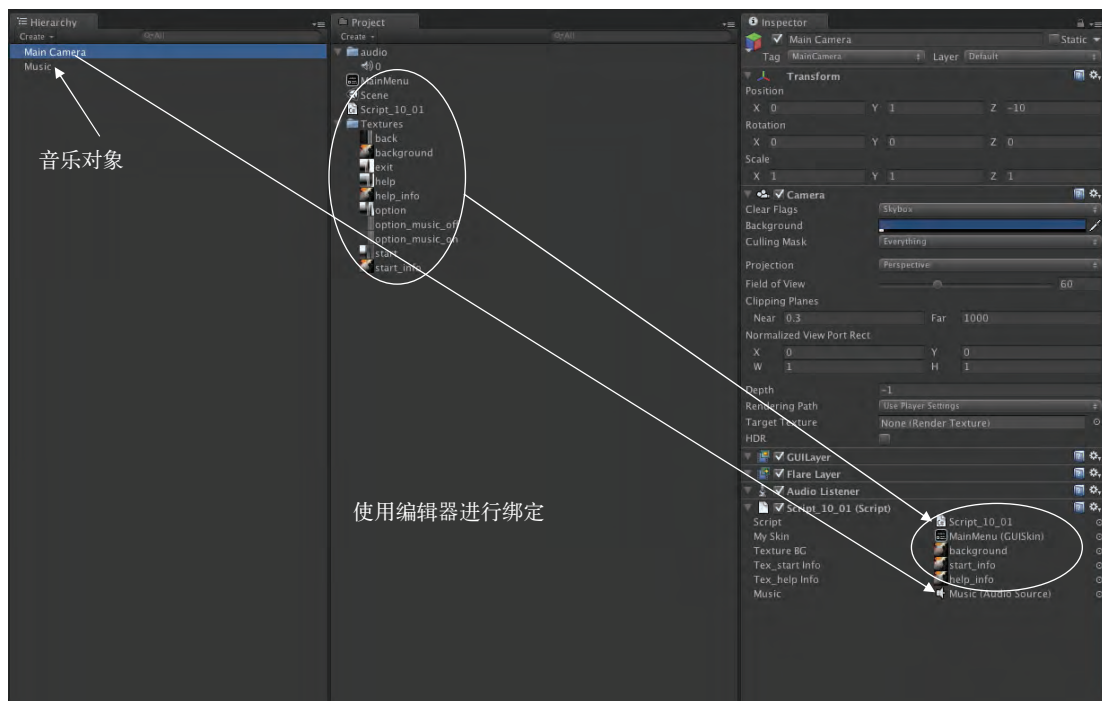 Hierarchy
Create
Q▾All
Main Camera
Music
音乐对象
Project
Create
Q▾All
audio
0
MainMenu
Scene
Script_10_01
Textures
back
background
exit
help
help_info
option
option_music_off
option_music_on
start
start_info
使用编辑器进行绑定
Inspector
Main Camera
Static
Tag MainCamera Layer Default
Transform
Position
X 0 Y 1 Z -10
Rotation
X 0 Y 0 Z 0
Scale
X 1 Y 1 Z 1
Camera
Clear Flags Skybox
Background
Culling Mask Everything
Projection Perspective
Field of View 60
Clipping Planes
Near 0.3 Far 1000
Normalized View Port Rect
X 0 Y 0
W 1 H 1
Depth -1
Rendering Path Use Player Settings
Target Texture None (Render Texture)
HDR
GUILayer
Flare Layer
Audio Listener
Script_10_01 (Script)
Script Script_10_01
My Skin MainMenu (GUISkin)
Texture BG background
Tex_start Info start_info
Tex_help Info help_info
Music Music (Audio Source)